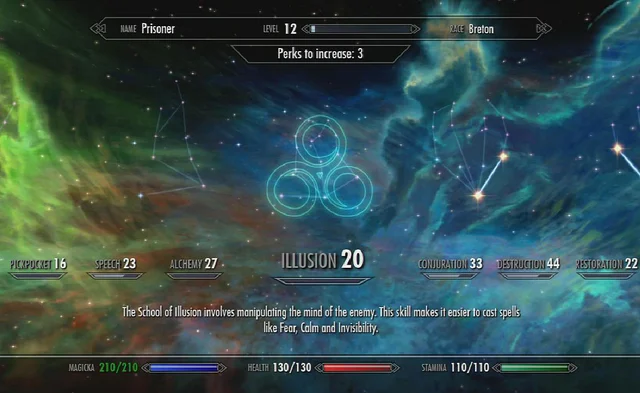 NAME Prisoner LEVEL 12 RACE Breton
Perks to increase: 3
PICKPOCKET 16 SPEECH 23 ALCHEMY 27 ILLUSION 20 CONJURATION 33 DESTRUCTION 44 RESTORATION 22
The School of Illusion involves manipulating the mind of the enemy. This skill makes it easier to cast spells
like Fear, Calm and Invisibility.
MAGICKA 210/210 HEALTH 130/130 STAMINA 110/110